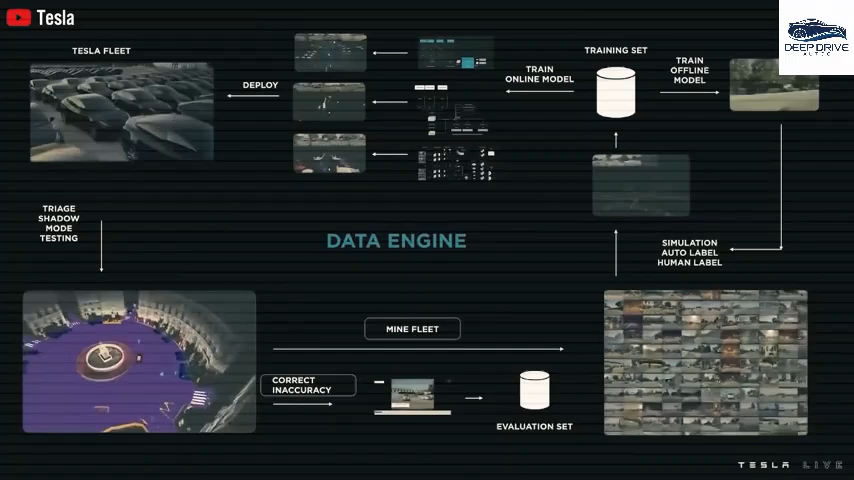 Tesla
DEEP DRIVE
AUTOS
TESLA FLEET
DEPLOY
TRAIN
ONLINE MODEL
TRAINING SET
TRAIN
OFFLINE
MODEL
TRIAGE
SHADOW
MODE
TESTING
DATA ENGINE
SIMULATION
AUTO LABEL
HUMAN LABEL
MINE FLEET
CORRECT
INACCURACY
EVALUATION SET
TESLA LIVE